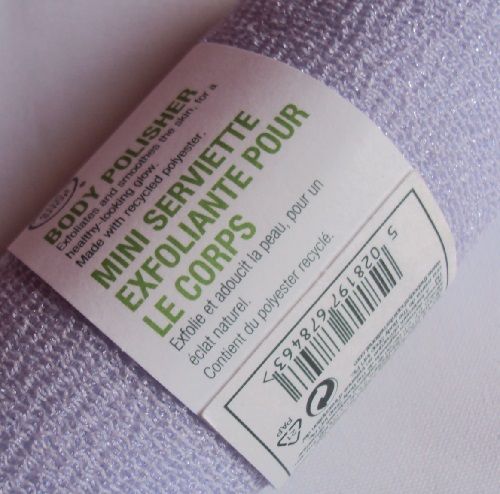 BODY POLISHER
Exfoliates and smoothes the skin, for a
healthy looking glow.
Made with recycled polyester.
MINI SERVIETTE
EXFOLIANTE POUR
LE CORPS
Exfolie et adoucit la peau, pour un
éclat naturel.
Contient du polyester recyclé.
5 028197 678463 >
PAP